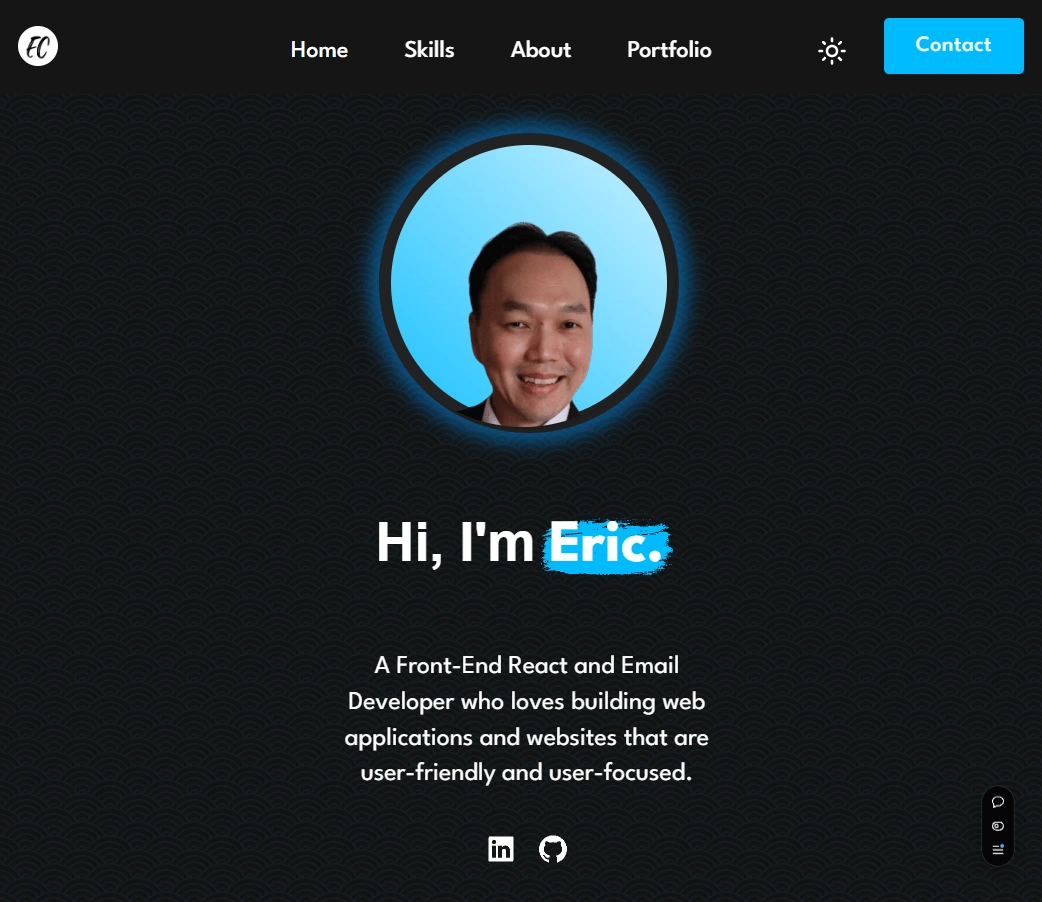 EC
Home Skills About Portfolio Contact
Hi, I'm Eric.
A Front-End React and Email
Developer who loves building web
applications and websites that are
user-friendly and user-focused.
in